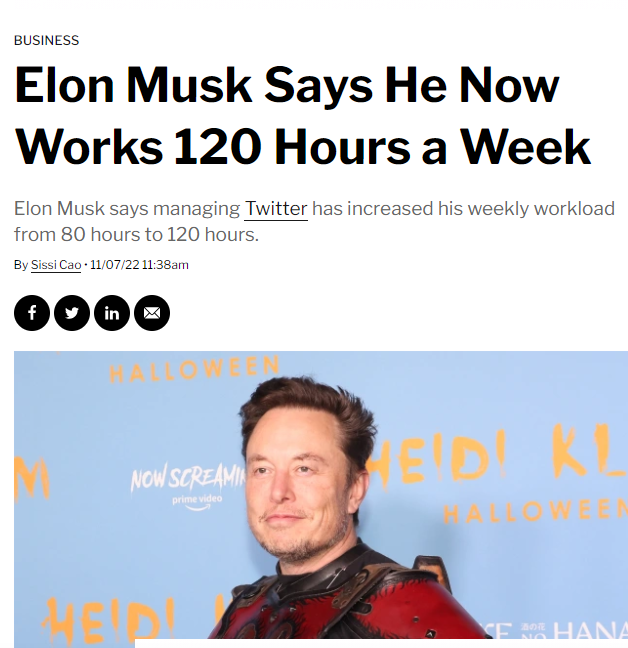 BUSINESS
Elon Musk Says He Now
Works 120 Hours a Week
Elon Musk says managing Twitter has increased his weekly workload
from 80 hours to 120 hours.
By Sissi Cao • 11/07/22 11:38am
HALLOWEEN
M
HEIDI KL
NOW SCREAMIN
prime video
HALLOWEEN
HEIDI
HANA